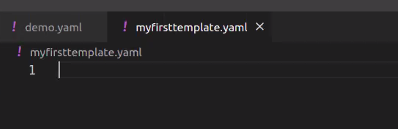 ! demo.yaml ! myfirsttemplate.yaml ×
! myfirsttemplate.yaml
1